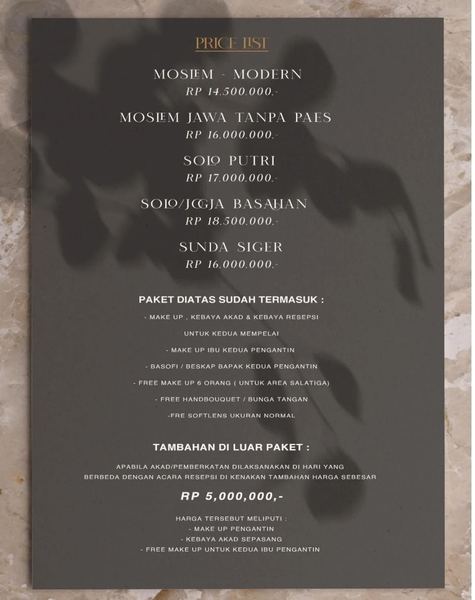 PRICE LIST
MOSLEM - MODERN
RP 14.500.000,-
MOSLEM JAWA TANPA PAES
RP 16.000.000,-
SOLO PUTRI
RP 17.000.000,-
SOLO/JOGJA BASAHAN
RP 18.500.000,-
SUNDA SIGER
RP 16.000.000,-
PAKET DIATAS SUDAH TERMASUK :
- MAKE UP , KEBAYA AKAD & KEBAYA RESEPSI
UNTUK KEDUA MEMPELAI
- MAKE UP IBU KEDUA PENGANTIN
- BASOFI / BESKAP BAPAK KEDUA PENGANTIN
- FREE MAKE UP 6 ORANG ( UNTUK AREA SALATIGA)
- FREE HANDBOUQUET / BUNGA TANGAN
-FRE SOFTLENS UKURAN NORMAL
TAMBAHAN DI LUAR PAKET :
APABILA AKAD/PEMBERKATAN DILAKSANAKAN DI HARI YANG
BERBEDA DENGAN ACARA RESEPSI DI KENAKAN TAMBAHAN HARGA SEBESAR
RP 5,000,000,-
HARGA TERSEBUT MELIPUTI :
- MAKE UP PENGANTIN
- KEBAYA AKAD SEPASANG
- FREE MAKE UP UNTUK KEDUA IBU PENGANTIN